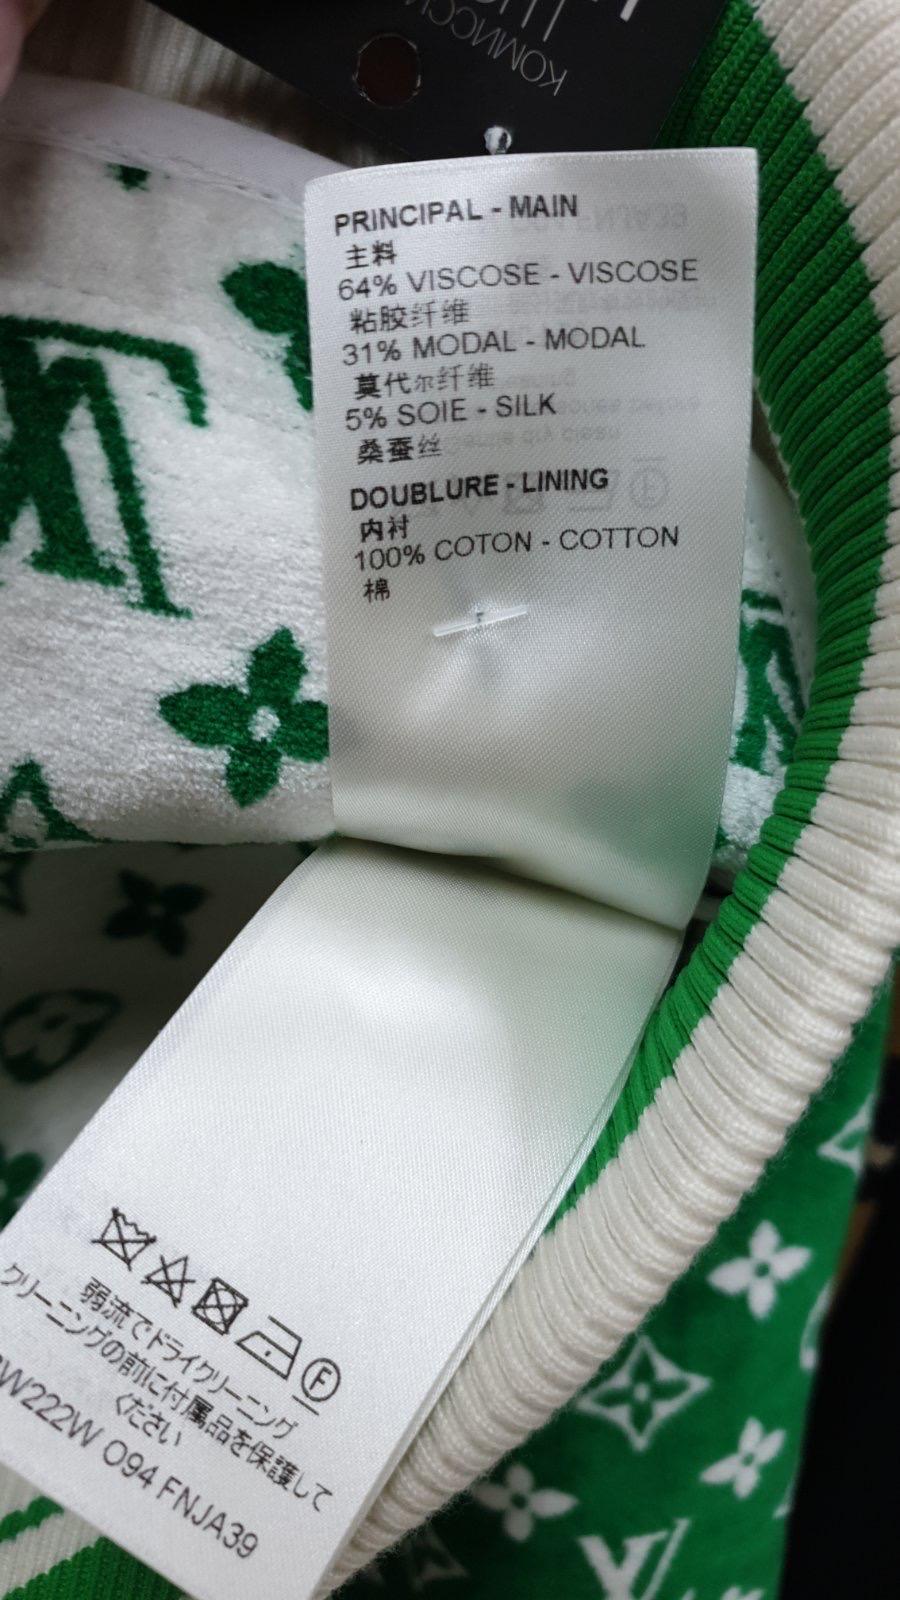 КОМИССИ
PRINCIPAL - MAIN
主料
64% VISCOSE - VISCOSE
粘胶纤维
31% MODAL - MODAL
莫代尔纤维
5% SOIE - SILK
桑蚕丝
DOUBLURE - LINING
内衬
100% COTON - COTTON
棉
F
弱流でドライクリーニング
クリーニングの前に付属品を保護して
ください
W222W O94 FNJA39